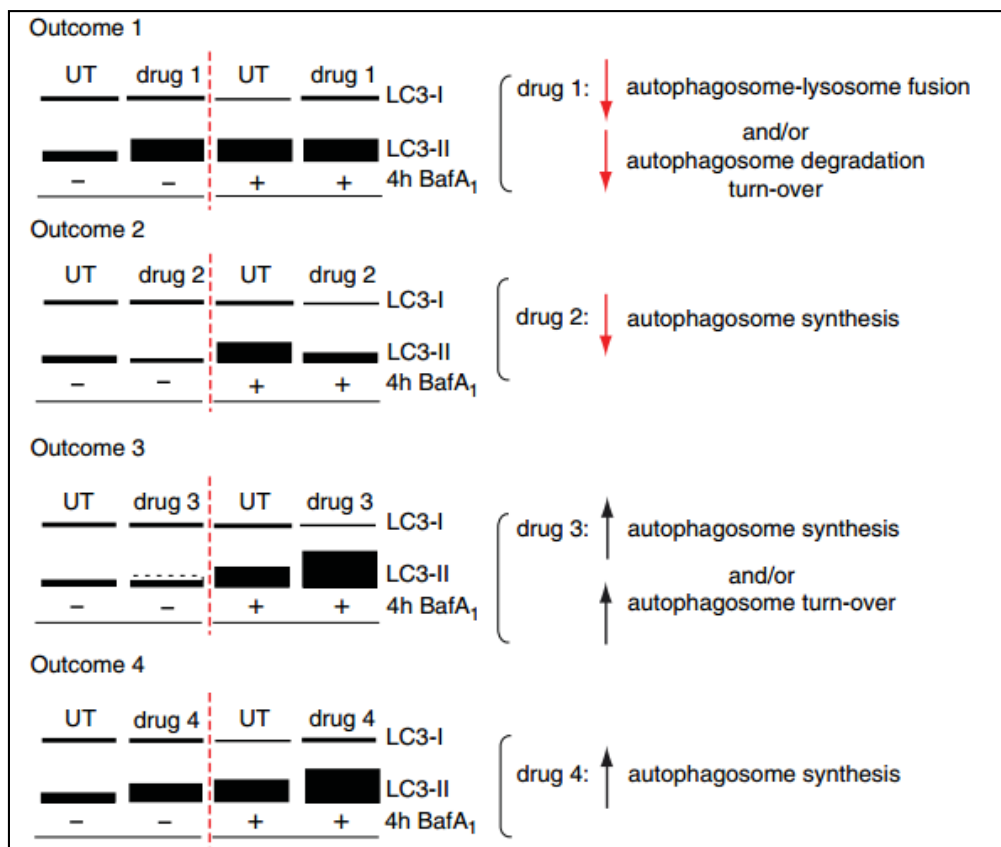 Outcome 1
UT drug 1 UT drug 1
LC3-I
LC3-II
– – + + 4h BafA1
drug 1: autophagosome-lysosome fusion
and/or
autophagosome degradation
turn-over
Outcome 2
UT drug 2 UT drug 2
LC3-I
LC3-II
– – + + 4h BafA1
drug 2: autophagosome synthesis
Outcome 3
UT drug 3 UT drug 3
LC3-I
LC3-II
– – + + 4h BafA1
drug 3: autophagosome synthesis
and/or
autophagosome turn-over
Outcome 4
UT drug 4 UT drug 4
LC3-I
LC3-II
– – + + 4h BafA1
drug 4: autophagosome synthesis